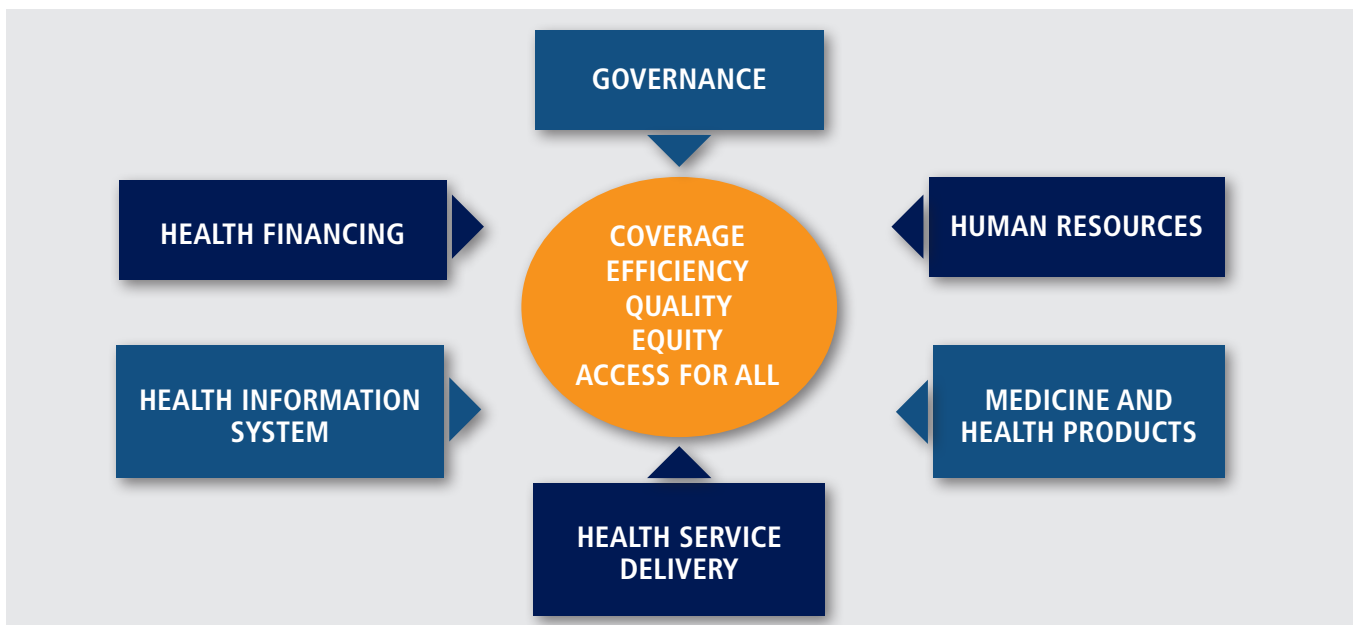 GOVERNANCE
HEALTH FINANCING
HUMAN RESOURCES
COVERAGE
EFFICIENCY
QUALITY
EQUITY
ACCESS FOR ALL
HEALTH INFORMATION
SYSTEM
MEDICINE AND
HEALTH PRODUCTS
HEALTH SERVICE
DELIVERY